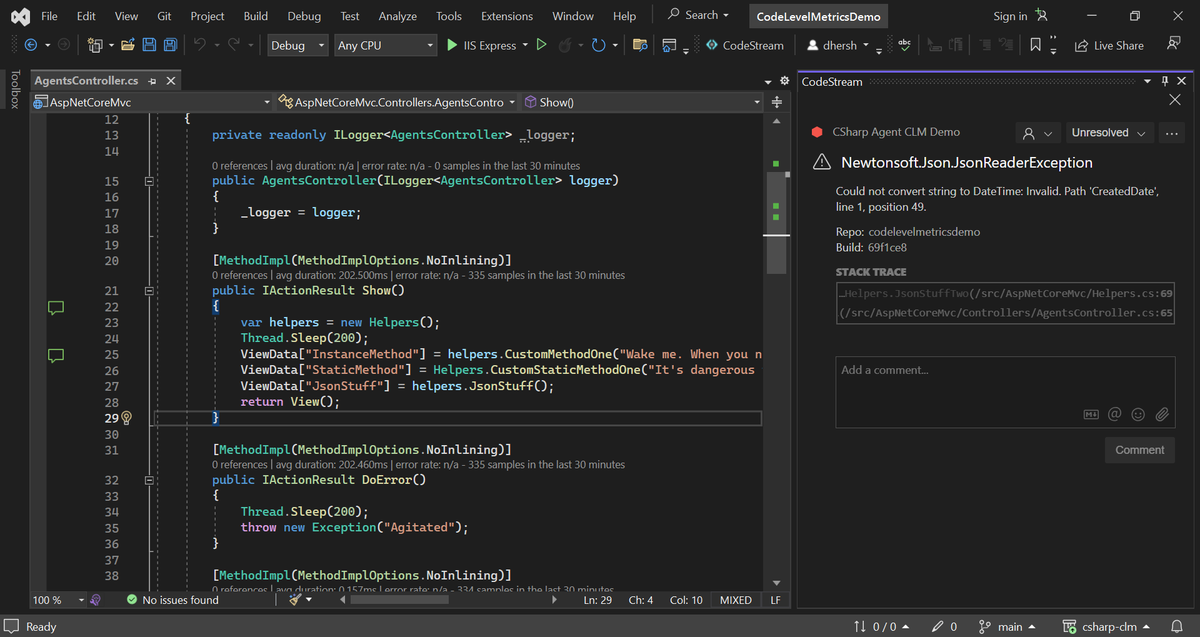 File Edit View Git Project Build Debug Test Analyze Tools Extensions Window Help Search CodeLevelMetricsDemo Sign in
Debug Any CPU IIS Express CodeStream dhersh abc Live Share
Toolbox
AgentsController.cs
AspNetCoreMvc AspNetCoreMvc.Controllers.AgentsContro Show()
12 {
13 private readonly ILogger<AgentsController> _logger;
14
0 references | avg duration: n/a | error rate: n/a - 0 samples in the last 30 minutes
15 public AgentsController(ILogger<AgentsController> logger)
16 {
17 _logger = logger;
18 }
19
20 [MethodImpl(MethodImplOptions.NoInlining)]
0 references | avg duration: 202.500ms | error rate: n/a - 335 samples in the last 30 minutes
21 public IActionResult Show()
22 {
23 var helpers = new Helpers();
24 Thread.Sleep(200);
25 ViewData["InstanceMethod"] = helpers.CustomMethodOne("Wake me. When you n
26 ViewData["StaticMethod"] = Helpers.CustomStaticMethodOne("It's dangerous
27 ViewData["JsonStuff"] = helpers.JsonStuff();
28 return View();
29 }
30
31 [MethodImpl(MethodImplOptions.NoInlining)]
0 references | avg duration: 202.460ms | error rate: n/a - 335 samples in the last 30 minutes
32 public IActionResult DoError()
33 {
34 Thread.Sleep(200);
35 throw new Exception("Agitated");
36 }
37
38 [MethodImpl(MethodImplOptions.NoInlining)]
0 references | avg duration: 0.157ms | error rate: n/a - 334 samples in the last 30 minutes
100 % No issues found Ln: 29 Ch: 4 Col: 10 MIXED LF
CodeStream
CSharp Agent CLM Demo Unresolved ...
Newtonsoft.Json.JsonReaderException
Could not convert string to DateTime: Invalid. Path 'CreatedDate',
line 1, position 49.
Repo: codelevelmetricsdemo
Build: 69f1ce8
STACK TRACE
…Helpers.JsonStuffTwo(/src/AspNetCoreMvc/Helpers.cs:69
(/src/AspNetCoreMvc/Controllers/AgentsController.cs:65
Add a comment...
Comment
Ready 0 / 0 0 main csharp-clm